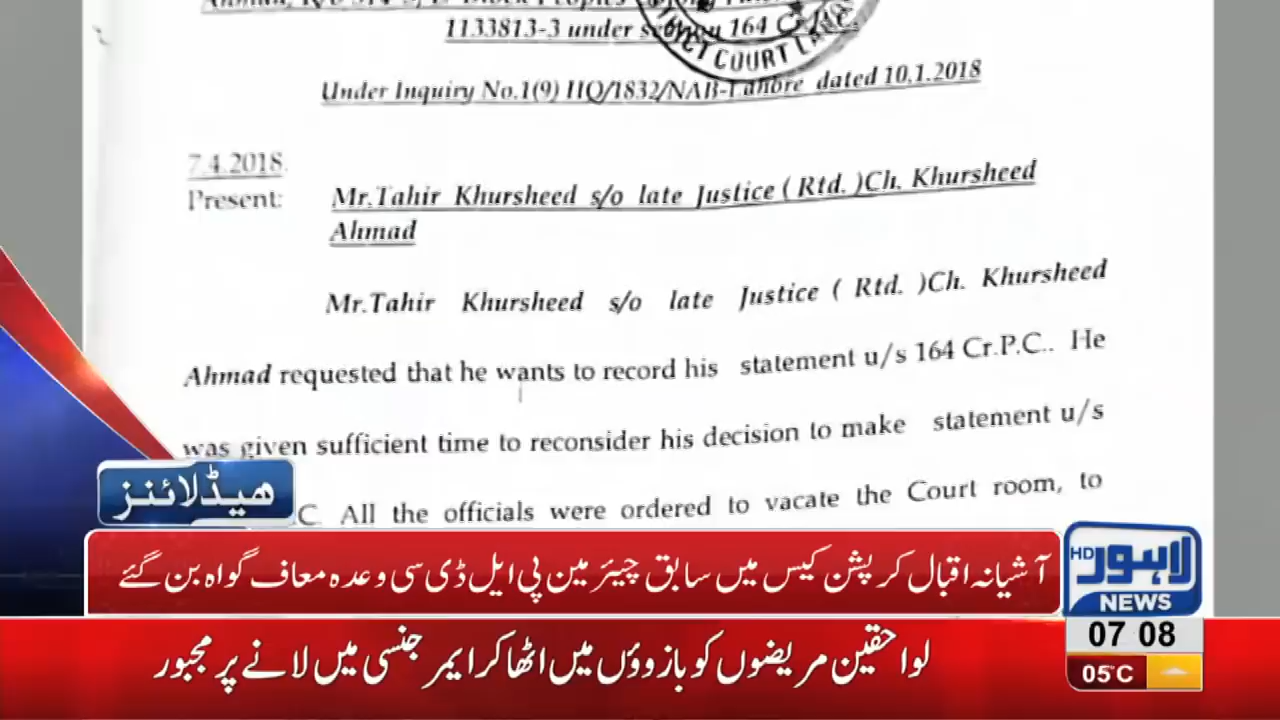 1133813-3 under section 164 Cr.P.C.
DISTRICT COURT LAHORE
Under Inquiry No.1(9) HQ/1832/NAB-Lahore dated 10.1.2018
7.4.2018.
Present: Mr.Tahir Khursheed s/o late Justice ( Rtd. )Ch. Khursheed
Ahmad
Mr.Tahir Khursheed s/o late Justice ( Rtd. )Ch. Khursheed
Ahmad requested that he wants to record his statement u/s 164 Cr.P.C.. He
was given sufficient time to reconsider his decision to make statement u/s
C. All the officials were ordered to vacate the Court room, to
ھیڈلائنز
آشیانہ اقبال کرپشن کیس میں سابق چیئرمین پی ایل ڈی سی وعدہ معاف گواہ بن گئے
لاہور HD
NEWS
لواحقین مریضوں کو بازوؤں میں اٹھا کر ایمرجنسی میں لانے پر مجبور
07 08
05°C